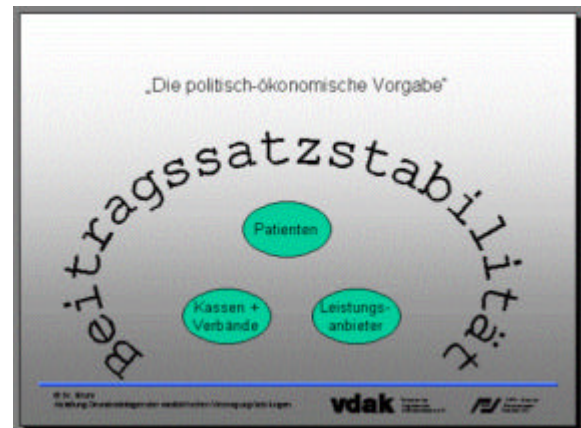 „Die politisch-ökonomische Vorgabe“
Beitragssatzstabilität
Patienten
Kassen +
Verbände
Leistungs-
anbieter
vdak